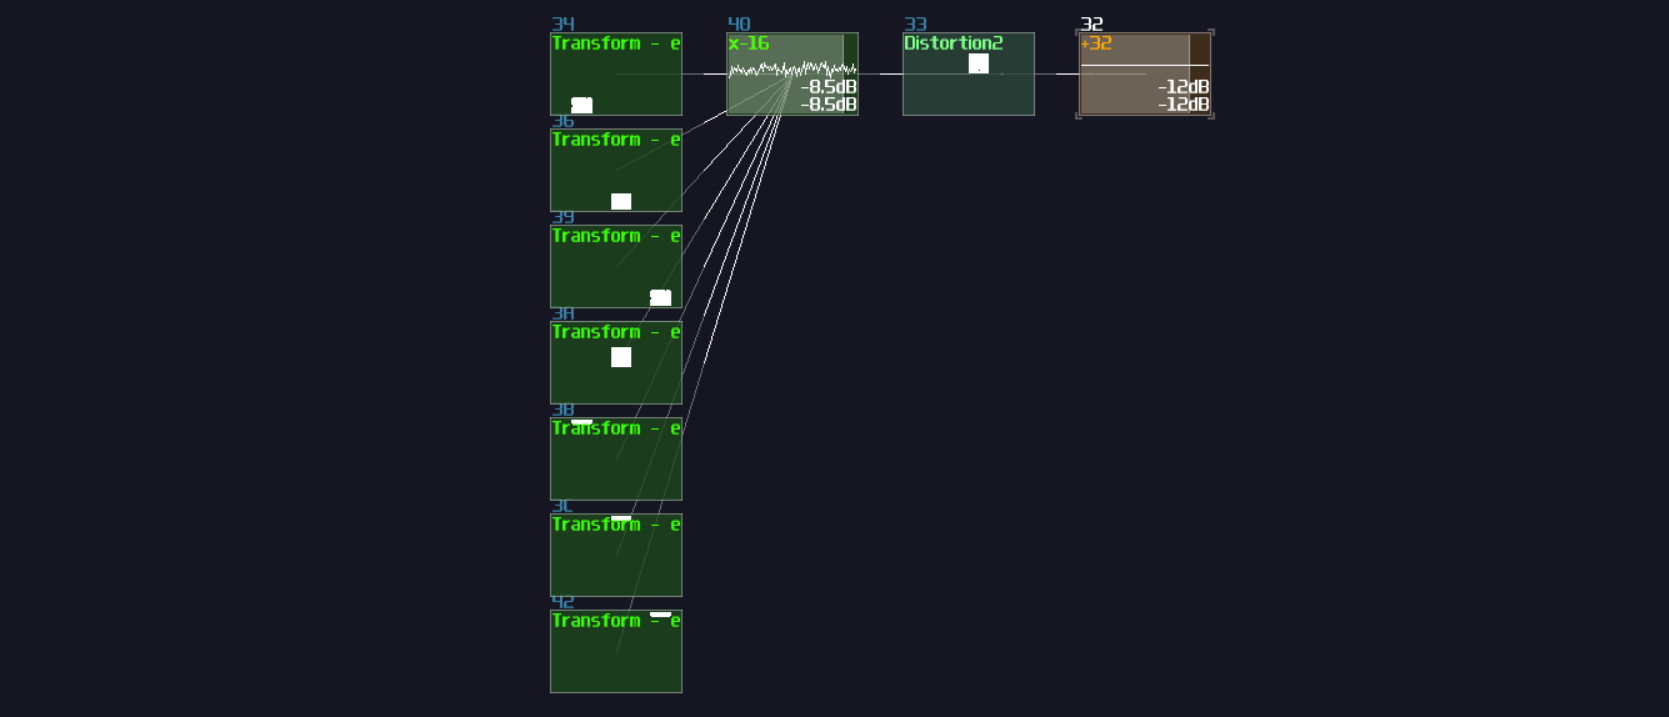 34
Transform - e
40
x-16
-8.5dB
-8.5dB
33
Distortion2
32
+32
-12dB
-12dB
36
Transform - e
39
Transform - e
3A
Transform - e
3B
Transform - e
3C
Transform - e
42
Transform - e